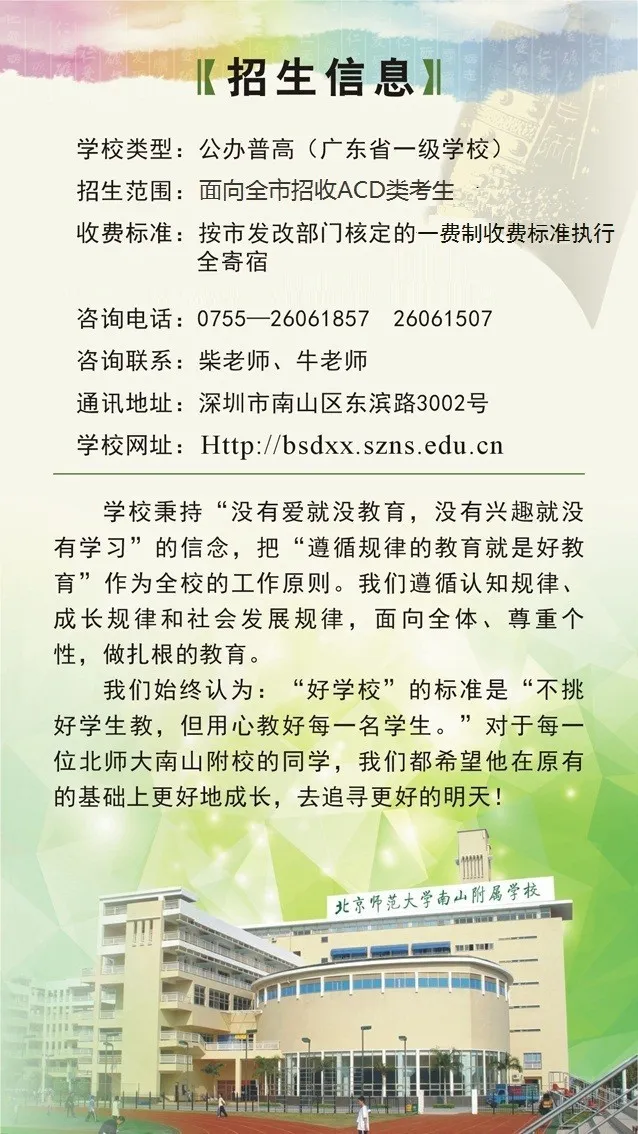 招生信息
学校类型：公办普高（广东省一级学校）
招生范围：面向全市招收ACD类考生
收费标准：按市发改部门核定的一费制收费标准执行
全寄宿
咨询电话：0755—26061857 26061507
咨询联系：柴老师、牛老师
通讯地址：深圳市南山区东滨路3002号
学校网址：Http://bsdxx.szns.edu.cn
学校秉持“没有爱就没教育，没有兴趣就没
有学习”的信念，把“遵循规律的教育就是好教
育”作为全校的工作原则。我们遵循认知规律、
成长规律和社会发展规律，面向全体、尊重个
性，做扎根的教育。
我们始终认为：“好学校”的标准是“不挑
好学生教，但用心教好每一名学生。”对于每一
位北师大南山附校的同学，我们都希望他在原有
的基础上更好地成长，去追寻更好的明天！
北京师范大学南山附属学校